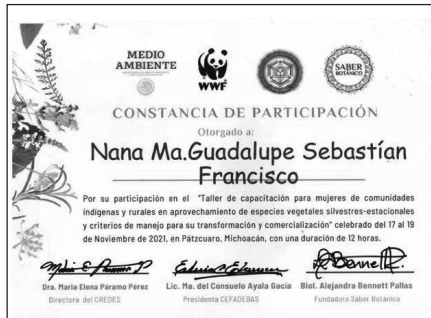 MEDIO
AMBIENTE
WWF
SABER
BOTÁNICO
CONSTANCIA DE PARTICIPACIÓN
Otorgado a:
Nana Ma.Guadalupe Sebastían
Francisco
Por su participación en el "Taller de capacitación para mujeres de comunidades
indígenas y rurales en aprovechamiento de especies vegetales silvestres-estacionales
y criterios de manejo para su transformación y comercialización" celebrado del 17 al 19
de Noviembre de 2021, en Pátzcuaro, Michoacán, con una duración de 12 horas.
Dra. María Elena Páramo Pérez
Directora del CREDES
Lic. Ma. del Consuelo Ayala Gacia
Presidenta CEFADEBAS
Biol. Alejandra Bennett Pallas
Fundadora Saber Botánico